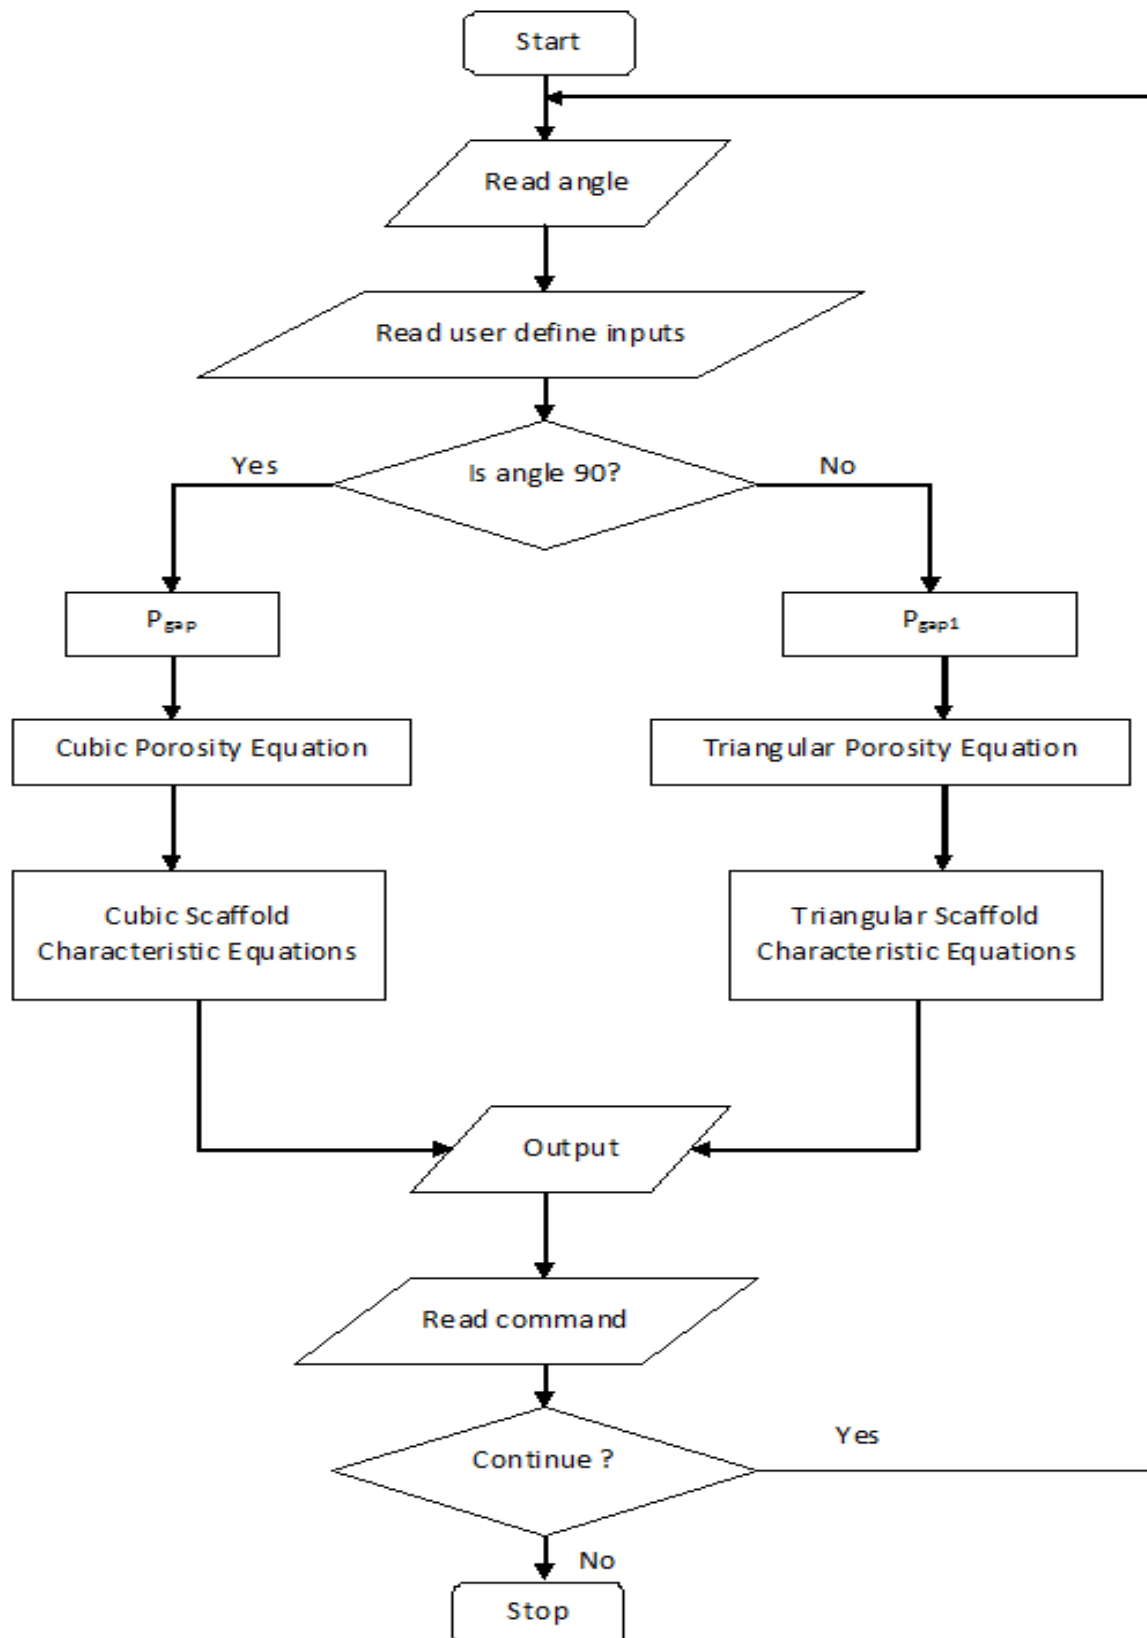 Start
Read angle
Read user define inputs
Is angle 90?
Yes
No
Pgap
Pgap1
Cubic Porosity Equation
Triangular Porosity Equation
Cubic Scaffold
Characteristic Equations
Triangular Scaffold
Characteristic Equations
Output
Read command
Continue ?
Yes
No
Stop